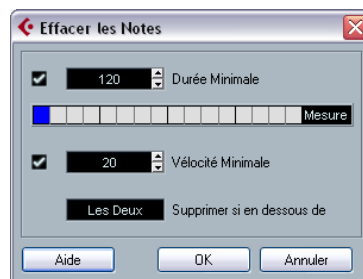 Effacer les Notes
120 Durée Minimale
Mesure
20 Vélocité Minimale
Les Deux Supprimer si en dessous de
Aide OK Annuler